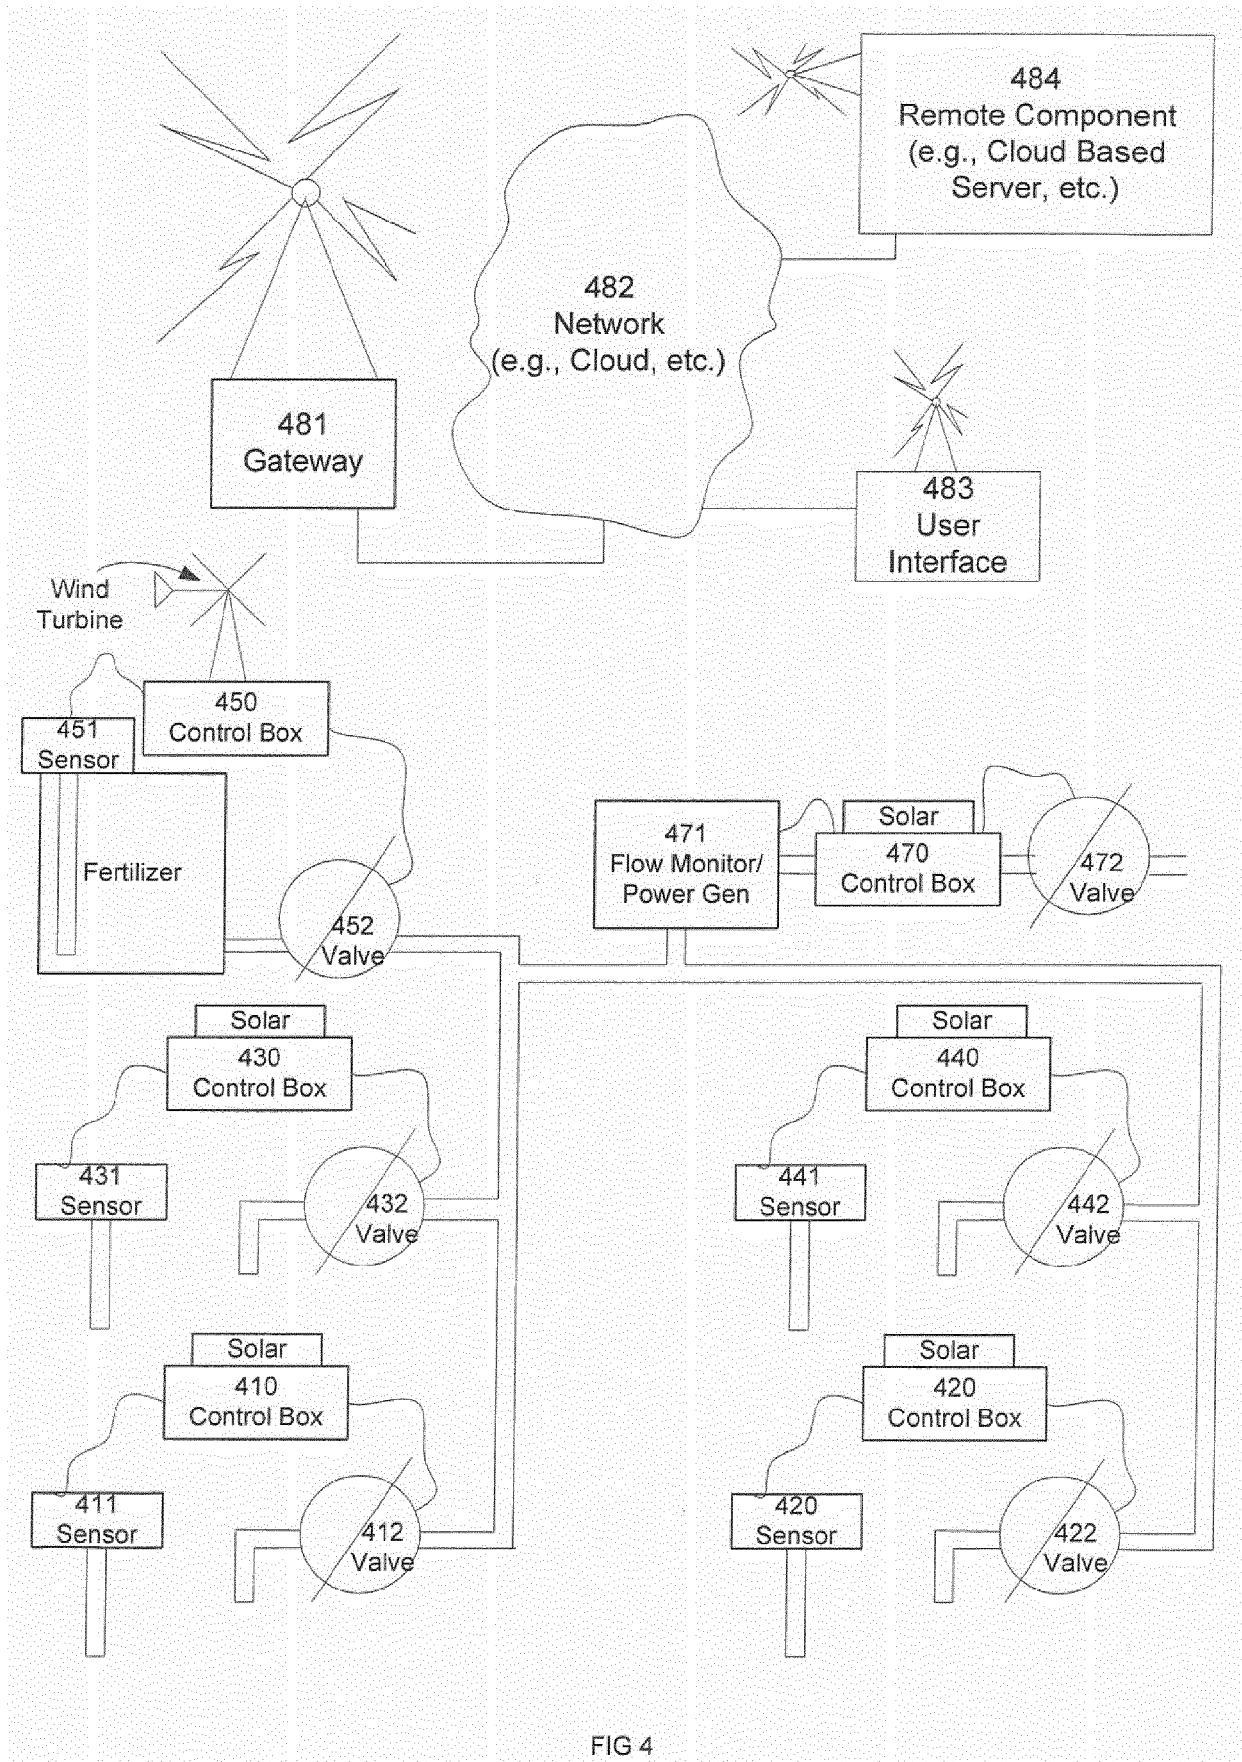 484
Remote Component
(e.g., Cloud Based
Server, etc.)
482
Network
(e.g., Cloud, etc.)
481
Gateway
483
User
Interface
Wind
Turbine
450
Control Box
451
Sensor
Fertilizer
452
Valve
471
Flow Monitor/
Power Gen
Solar
470
Control Box
472
Valve
Solar
430
Control Box
431
Sensor
432
Valve
Solar
440
Control Box
441
Sensor
442
Valve
Solar
410
Control Box
411
Sensor
412
Valve
Solar
420
Control Box
420
Sensor
422
Valve
FIG 4